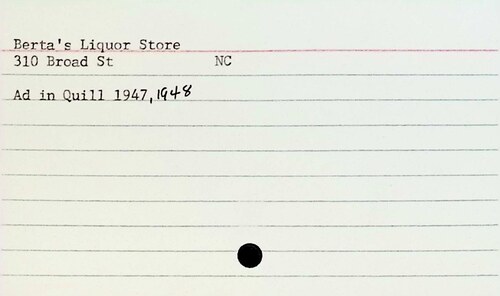 Berta's Liquor Store
310 Broad St NC
Ad in Quill 1947, 1948